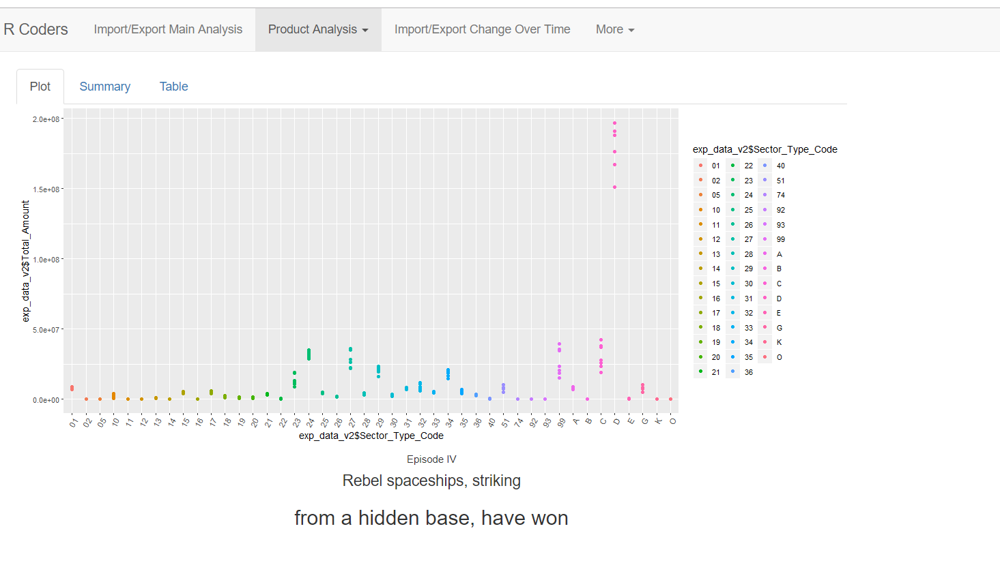 R Coders Import/Export Main Analysis Product Analysis Import/Export Change Over Time More
Plot Summary Table
2.0e+08
1.5e+08
1.0e+08
5.0e+07
0.0e+00
exp_data_v2$Total_Amount
01 02 05 10 11 12 13 14 15 16 17 18 19 20 21 22 23 24 25 26 27 28 29 30 31 32 33 34 35 36 40 51 74 92 93 99 A B C D E G K O
exp_data_v2$Sector_Type_Code
exp_data_v2$Sector_Type_Code
01 22 40
02 23 51
05 24 74
10 25 92
11 26 93
12 27 99
13 28 A
14 29 B
15 30 C
16 31 D
17 32 E
18 33 G
19 34 K
20 35 O
21 36
Episode IV
Rebel spaceships, striking
from a hidden base, have won